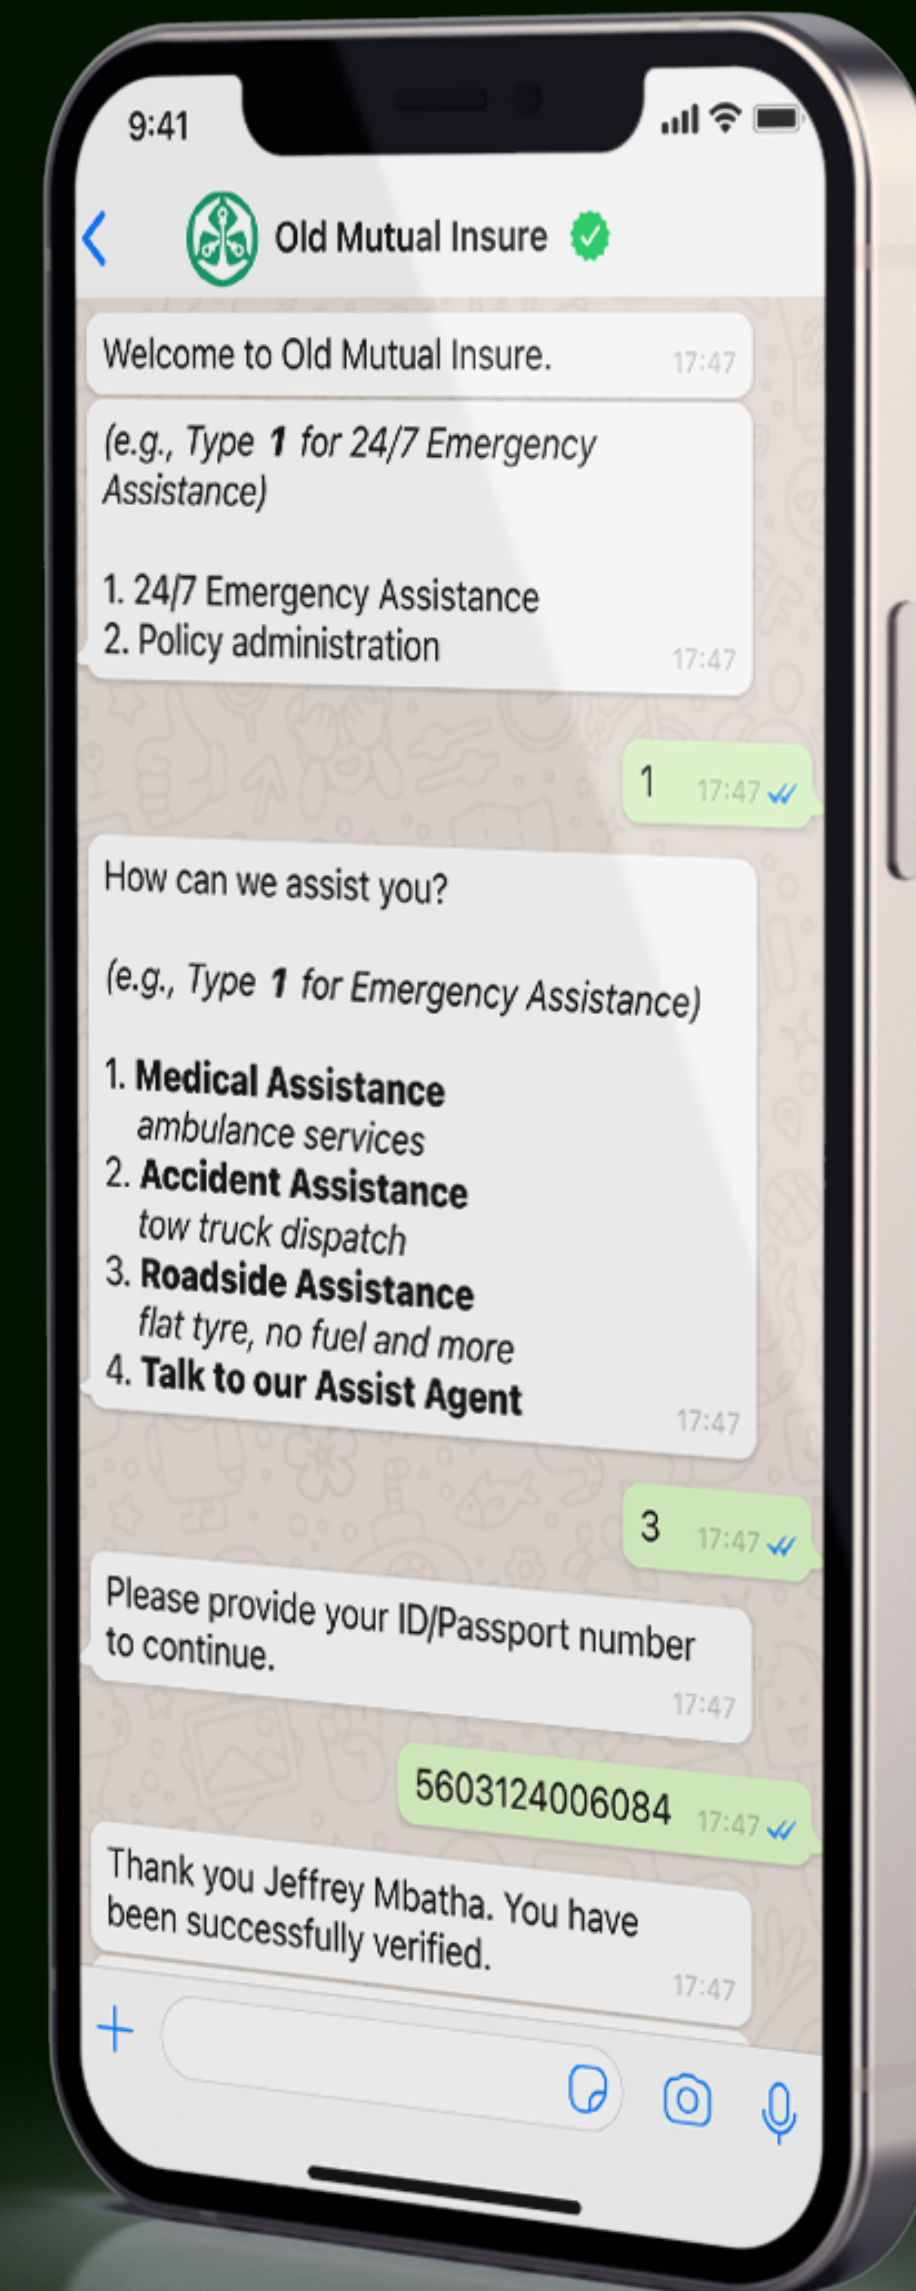 9:41
Old Mutual Insure
Welcome to Old Mutual Insure.
17:47
(e.g., Type 1 for 24/7 Emergency
Assistance)
1. 24/7 Emergency Assistance
2. Policy administration
17:47
1 17:47
How can we assist you?
(e.g., Type 1 for Emergency Assistance)
1. Medical Assistance
ambulance services
2. Accident Assistance
tow truck dispatch
3. Roadside Assistance
flat tyre, no fuel and more
4. Talk to our Assist Agent
17:47
3 17:47
Please provide your ID/Passport number
to continue.
17:47
5603124006084 17:47
Thank you Jeffrey Mbatha. You have
been successfully verified.
17:47